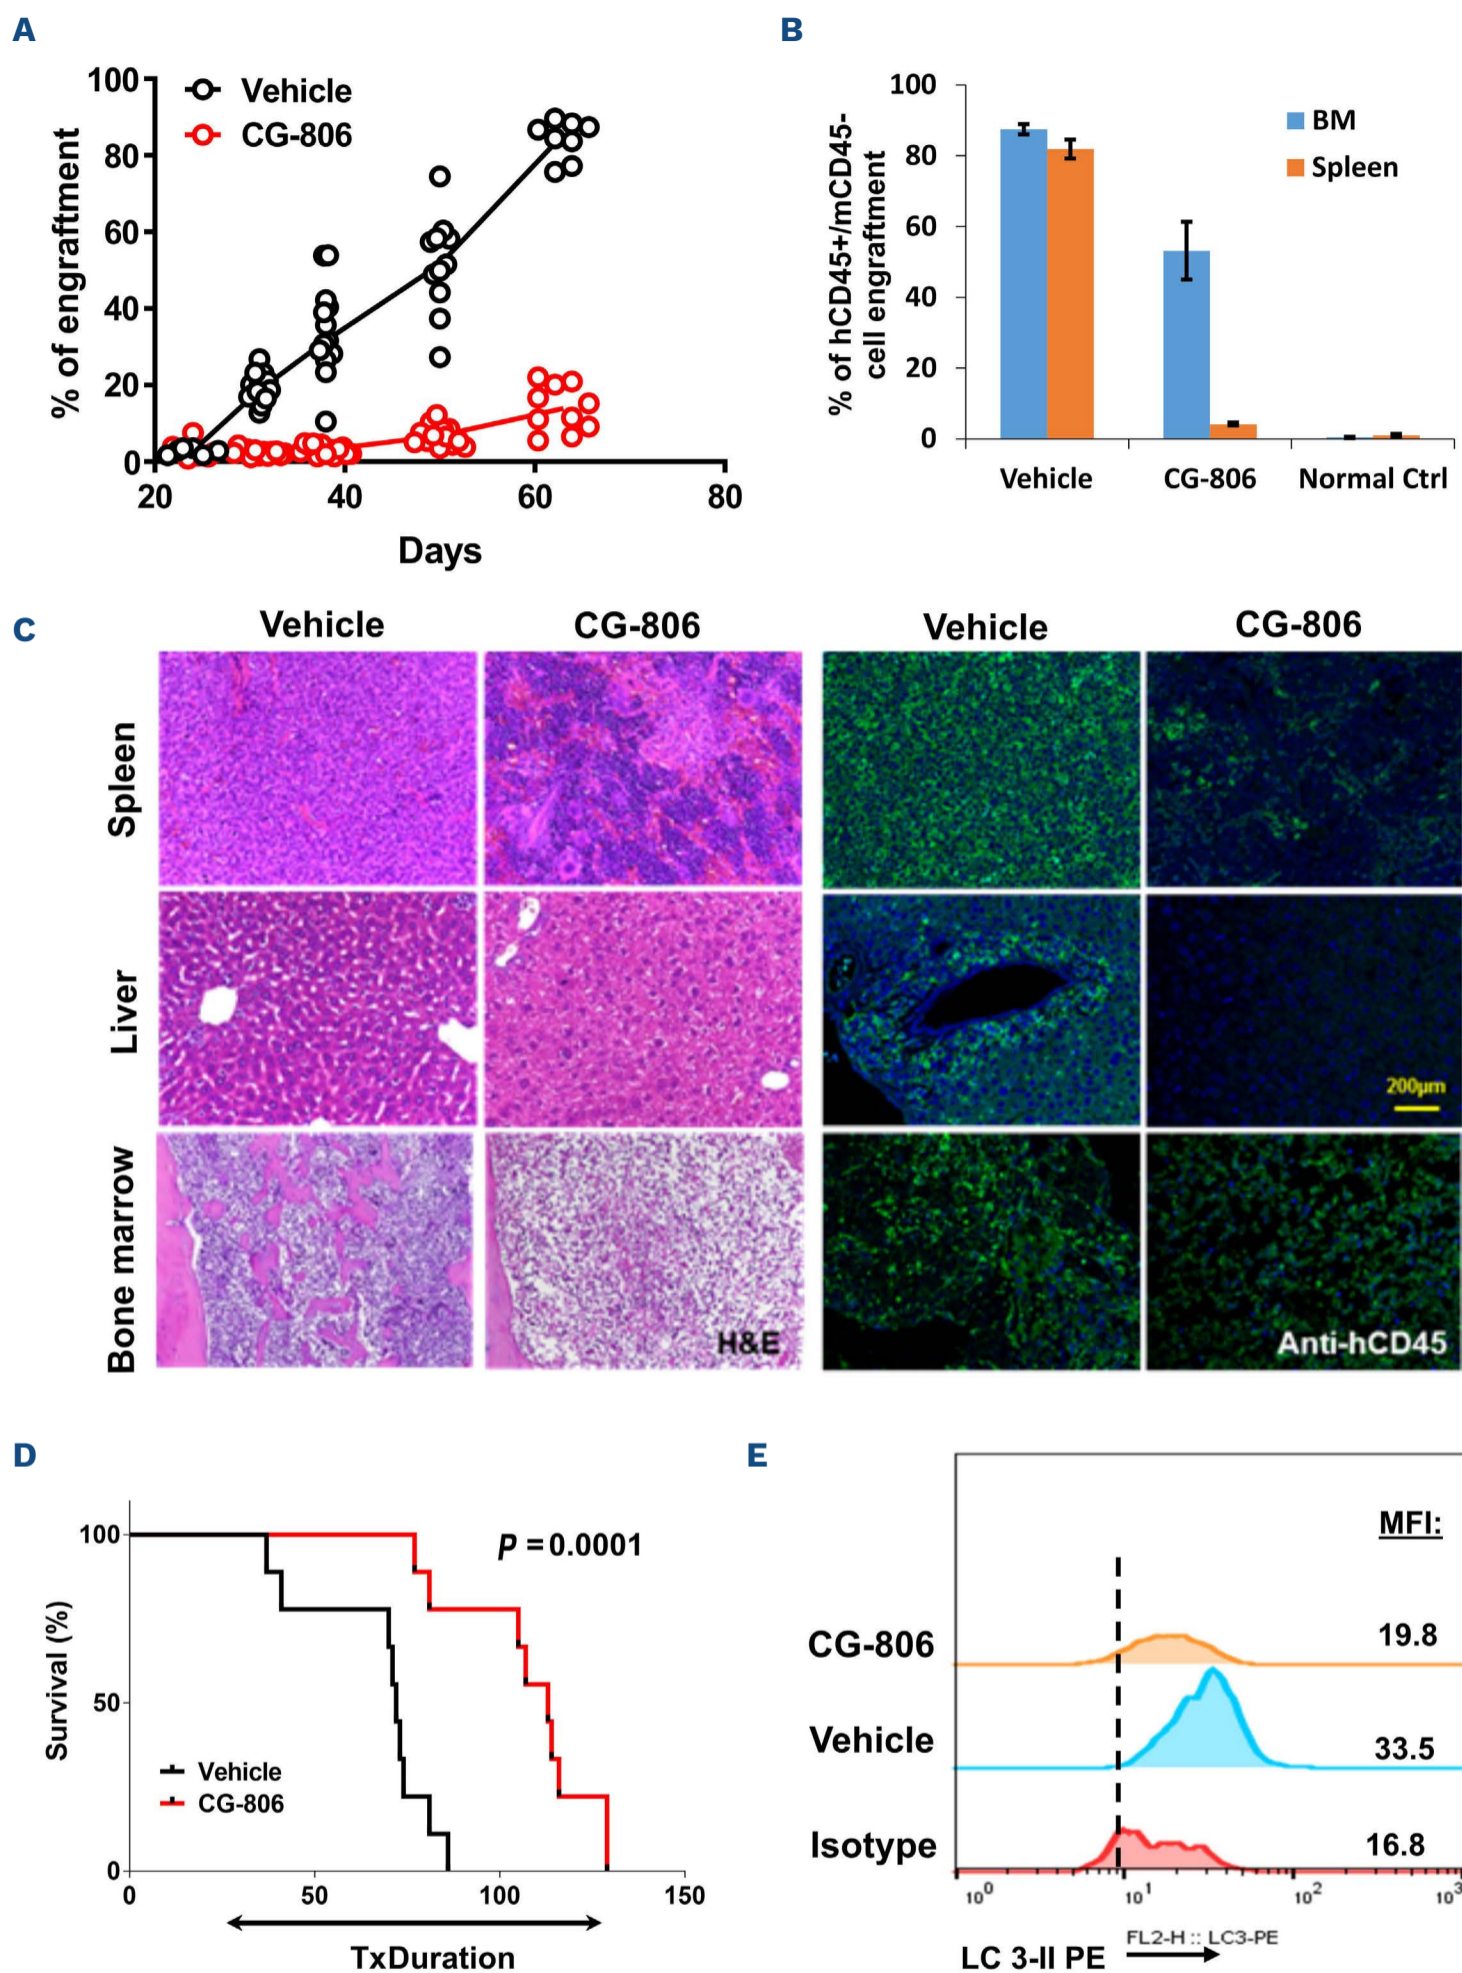 A
Vehicle
CG-806
% of engraftment
100
80
60
40
20
0
20 40 60 80
Days
B
% of hCD45+/mCD45-
cell engraftment
100
80
60
40
20
0
BM
Spleen
Vehicle CG-806 Normal Ctrl
C
Vehicle CG-806 Vehicle CG-806
Spleen
Liver
200µm
Bone marrow
H&E
Anti-hCD45
D
P = 0.0001
Survival (%)
100
50
0
Vehicle
CG-806
0 50 100 150
TxDuration
E
MFI:
CG-806 19.8
Vehicle 33.5
Isotype 16.8
10⁰ 10¹ 10² 10³
FL2-H :: LC3-PE
LC 3-II PE